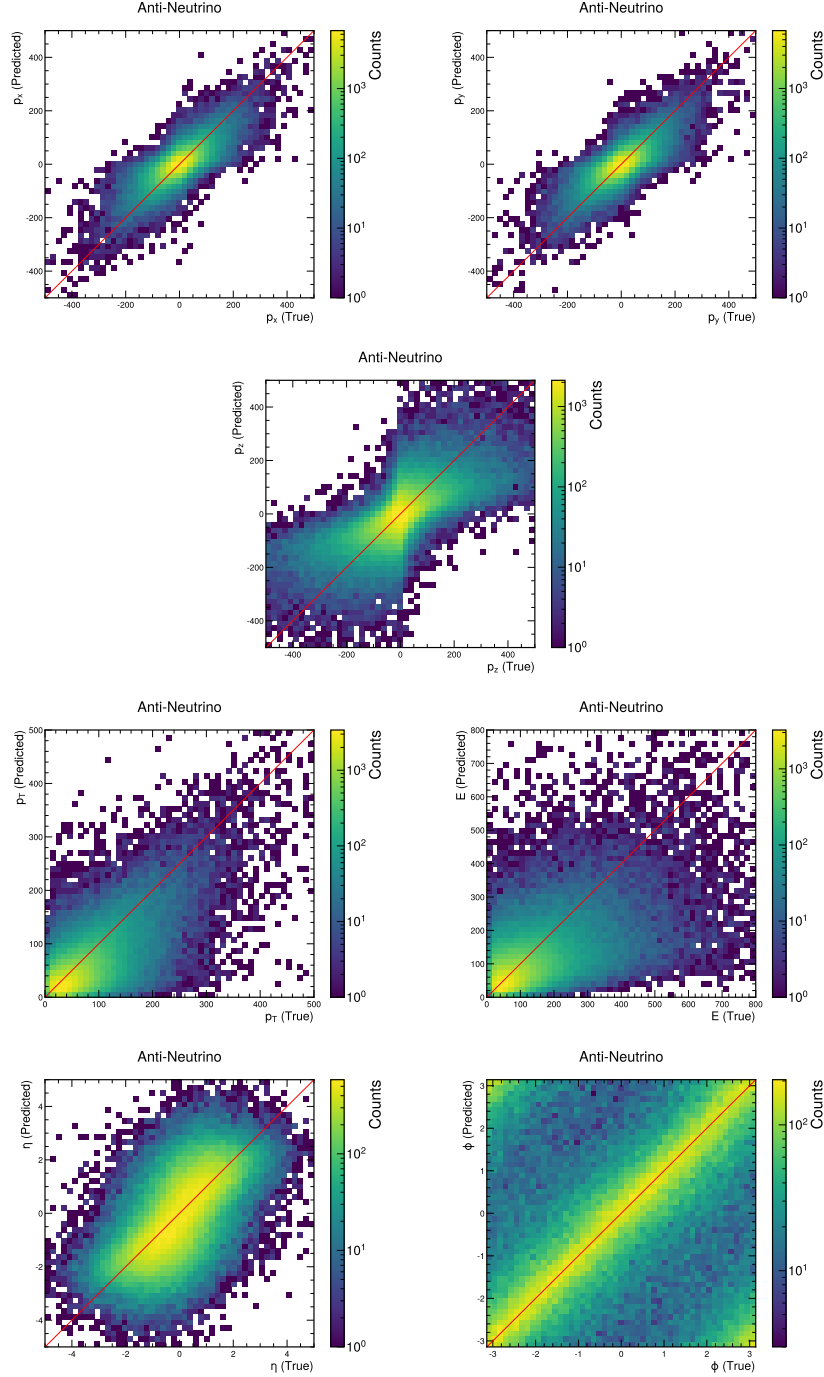 Anti-Neutrino Anti-Neutrino
p_x (Predicted) p_y (Predicted)
Counts Counts
400 400
200 200
0 0
-200 -200
-400 -400
10^3 10^3
10^2 10^2
10^1 10^1
10^0 10^0
-400 -200 0 200 400 -400 -200 0 200 400
p_x (True) p_y (True)
Anti-Neutrino
p_z (Predicted)
Counts
400
200
0
-200
-400
10^3
10^2
10^1
10^0
-400 -200 0 200 400
p_z (True)
Anti-Neutrino Anti-Neutrino
p_T (Predicted) E (Predicted)
Counts Counts
500 800
400 700
300 600
200 500
100 400
0 300
200
100
0
10^3 10^3
10^2 10^2
10^1 10^1
10^0 10^0
0 100 200 300 400 500 0 100 200 300 400 500 600 700 800
p_T (True) E (True)
Anti-Neutrino Anti-Neutrino
η (Predicted) ϕ (Predicted)
Counts Counts
4 3
2 2
0 1
-2 0
-4 -1
-2
-3
10^2 10^2
10^1 10^1
10^0
-4 -2 0 2 4 -3 -2 -1 0 1 2 3
η (True) ϕ (True)